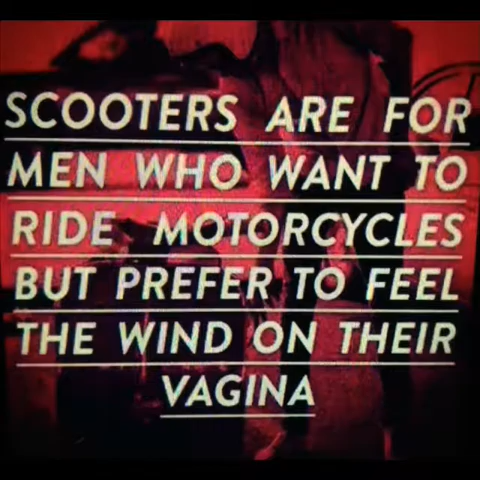 SCOOTERS ARE FOR
MEN WHO WANT TO
RIDE MOTORCYCLES
BUT PREFER TO FEEL
THE WIND ON THEIR
VAGINA